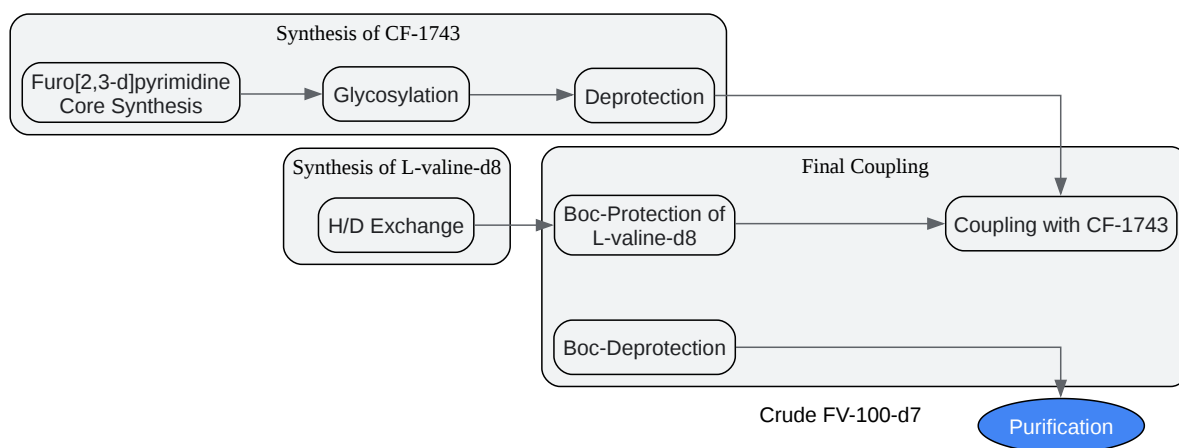 Synthesis of CF-1743
Furo[2,3-d]pyrimidine
Core Synthesis
Glycosylation
Deprotection
Synthesis of L-valine-d8
H/D Exchange
Final Coupling
Boc-Protection of
L-valine-d8
Coupling with CF-1743
Boc-Deprotection
Crude FV-100-d7
Purification